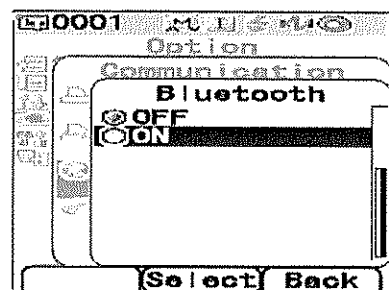 0001
Option
Communication
Bluetooth
OFF
ON
Select Back